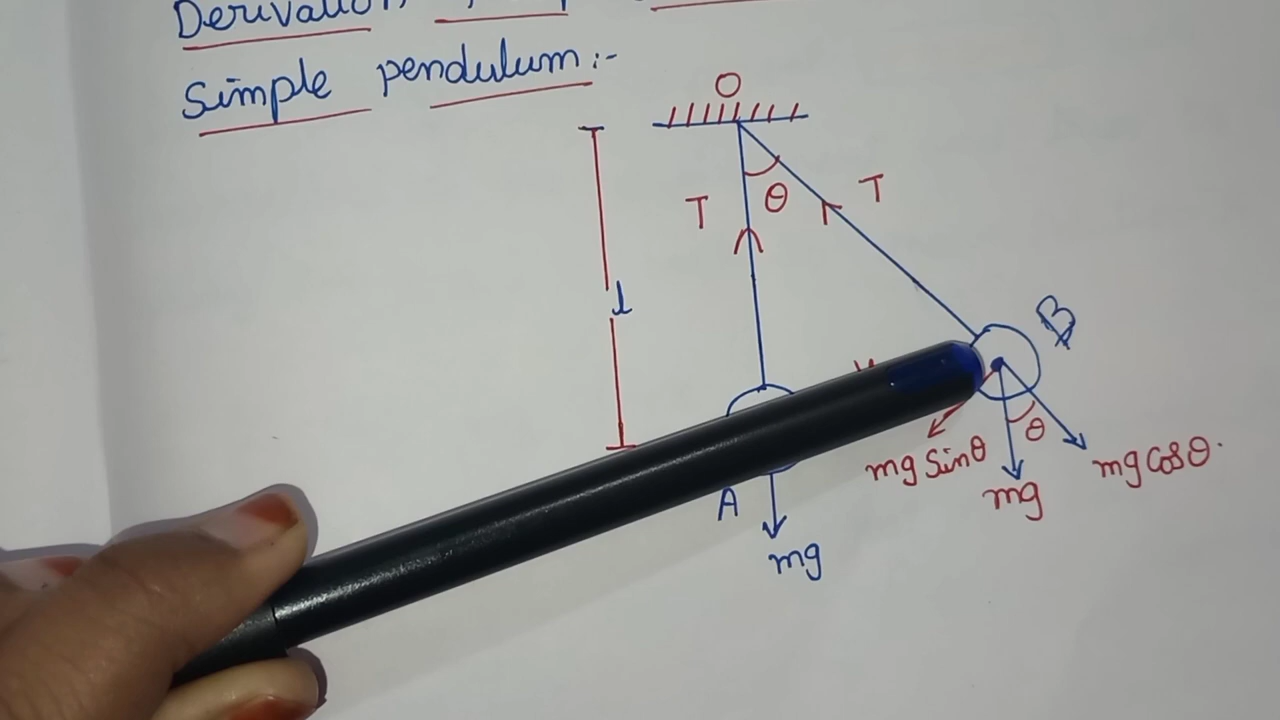 Derivation
Simple pendulum:-
O
T
θ
T
l
B
mg Sinθ
θ
mg Cosθ.
mg
A
mg